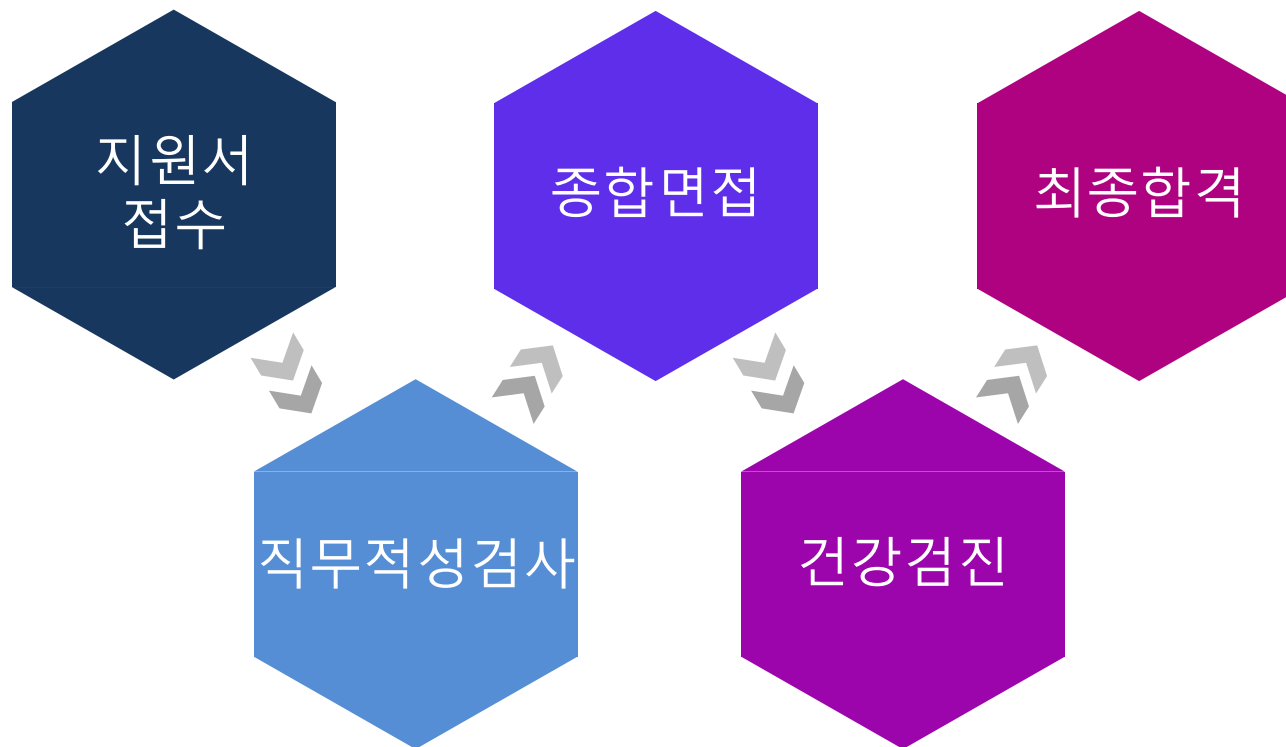 지원서
접수
직무적성검사
종합면접
건강검진
최종합격